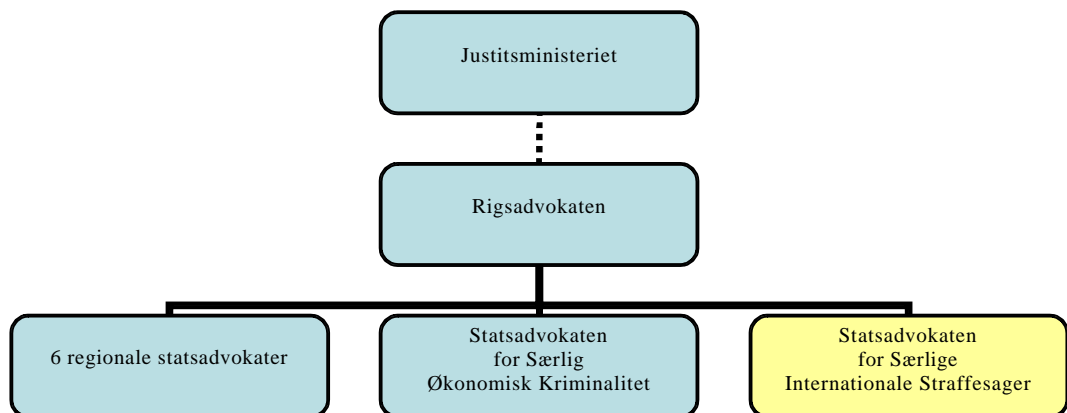 Justitsministeriet
Rigsadvokaten
6 regionale statsadvokater
Statsadvokaten
for Særlig
Økonomisk Kriminalitet
Statsadvokaten
for Særlige
Internationale Straffesager